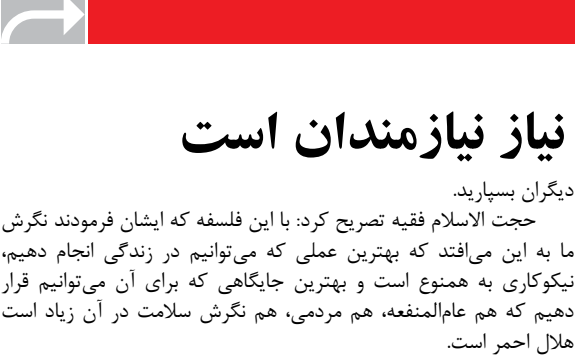 نیاز نیازمندان است
دیگران بسپارید.
حجت الاسلام فقیه تصریح کرد: با این فلسفه که ایشان فرمودند نگرش
ما به این می‌افتد که بهترین عملی که می‌توانیم در زندگی انجام دهیم،
نیکوکاری به همنوع است و بهترین جایگاهی که برای آن می‌توانیم قرار
دهیم که هم عام‌المنفعه، هم مردمی، هم نگرش سلامت در آن زیاد است
هلال احمر است.